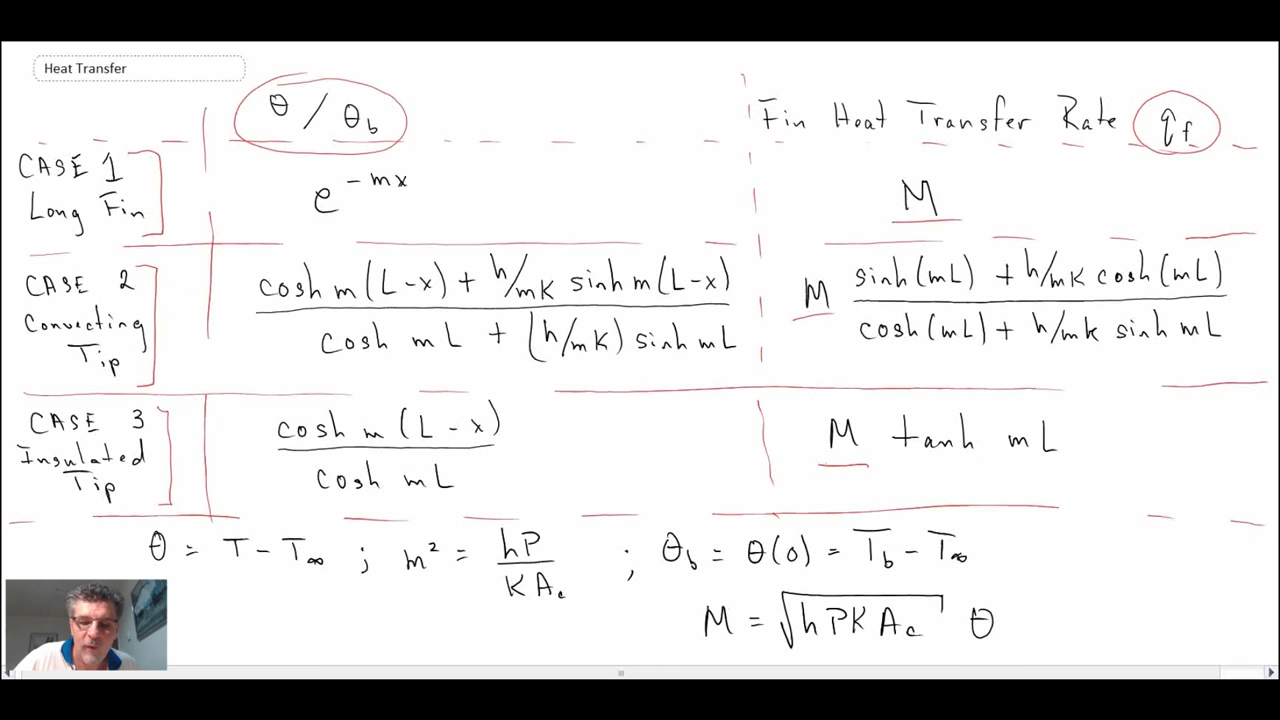 Heat Transfer
θ / θb
Fin Heat Transfer Rate qf
CASE 1
Long Fin
e^-mx
M
CASE 2
Convecting
Tip
cosh m(L-x) + h/mK sinh m(L-x)
cosh mL + (h/mK) sinh mL
M
sinh(mL) + h/mK cosh(mL)
cosh(mL) + h/mK sinh mL
CASE 3
Insulated
Tip
cosh m (L-x)
cosh mL
M tanh mL
θ = T - T∞ ; m² = hP / KAc ; θb = θ(0) = Tb - T∞
M = √hPKAc θ